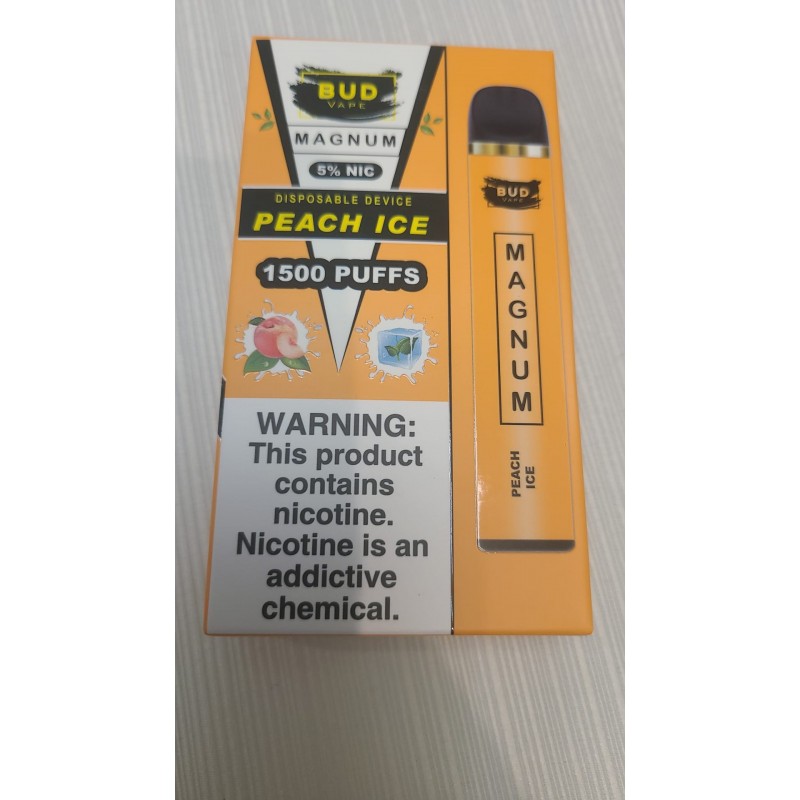 BUD
VAPE
MAGNUM
5% NIC
DISPOSABLE DEVICE
PEACH ICE
1500 PUFFS
WARNING:
This product
contains
nicotine.
Nicotine is an
addictive
chemical.
BUD
VAPE
MAGNUM
PEACH
ICE